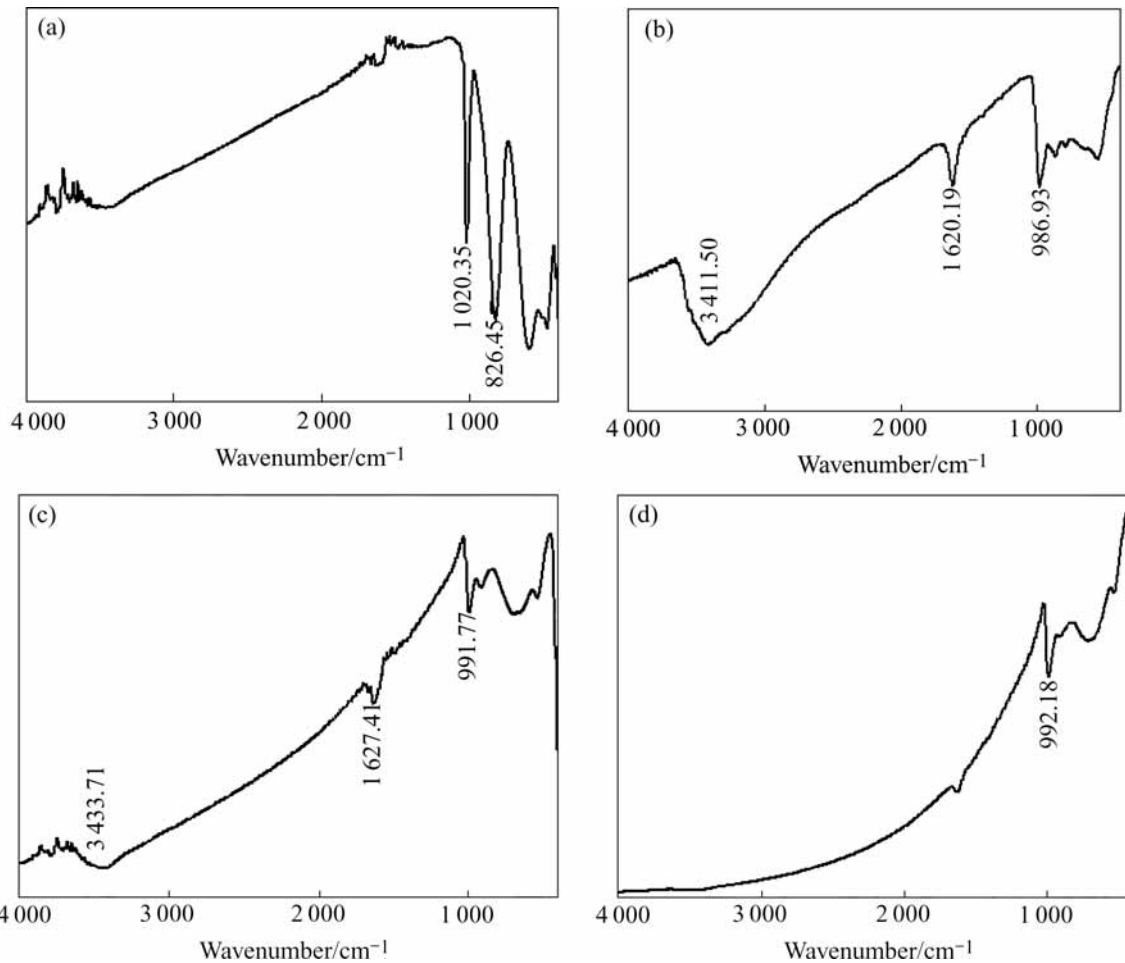 (a)
1 020.35
826.45
4 000 3 000 2 000 1 000
Wavenumber/cm⁻¹
(b)
3 411.50
1 620.19
986.93
4 000 3 000 2 000 1 000
Wavenumber/cm⁻¹
(c)
3 433.71
1 627.41
991.77
4 000 3 000 2 000 1 000
Wavenumber/cm⁻¹
(d)
992.18
4 000 3 000 2 000 1 000
Wavenumber/cm⁻¹